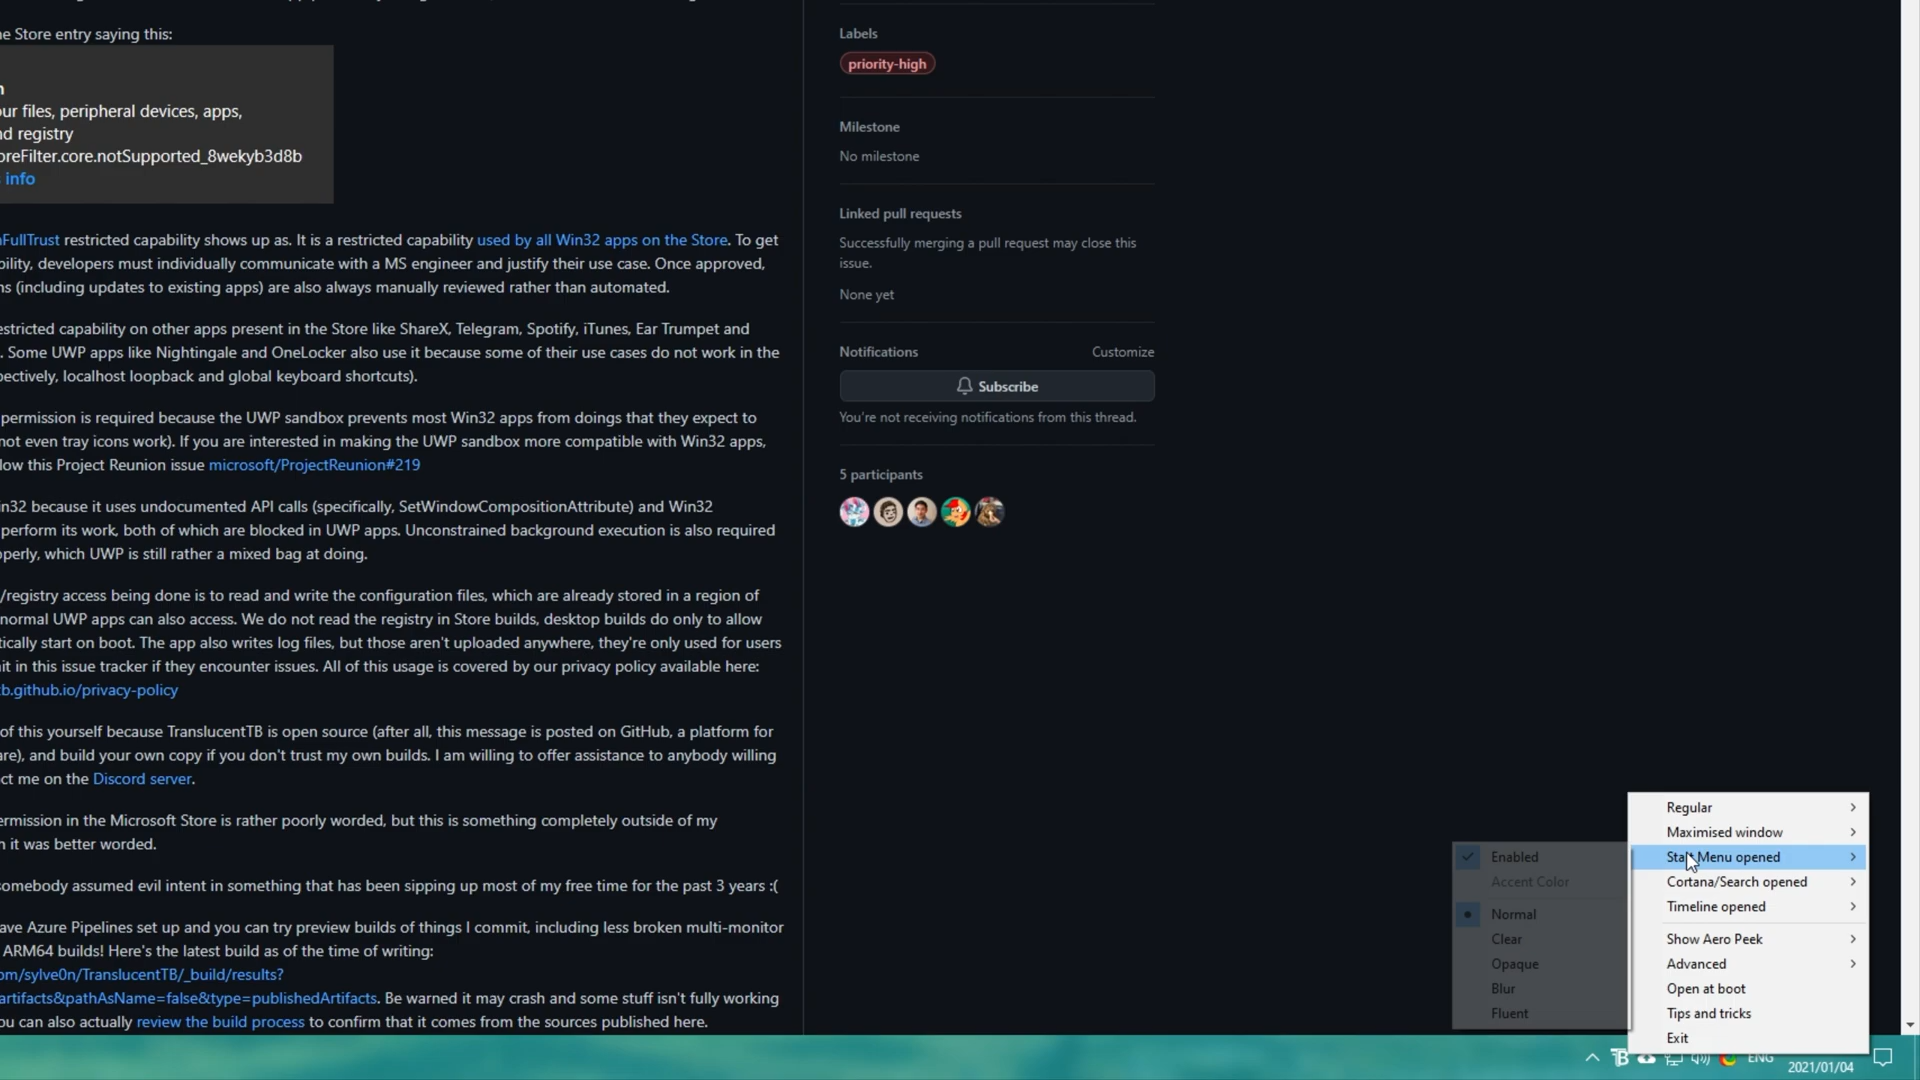 ne Store entry saying this:
our files, peripheral devices, apps,
nd registry
oreFilter.core.notSupported_8wekyb3d8b
info
nFullTrust restricted capability shows up as. It is a restricted capability used by all Win32 apps on the Store. To get
bility, developers must individually communicate with a MS engineer and justify their use case. Once approved,
ns (including updates to existing apps) are also always manually reviewed rather than automated.
estricted capability on other apps present in the Store like ShareX, Telegram, Spotify, iTunes, Ear Trumpet and
. Some UWP apps like Nightingale and OneLocker also use it because some of their use cases do not work in the
pectively, localhost loopback and global keyboard shortcuts).
permission is required because the UWP sandbox prevents most Win32 apps from doings that they expect to
not even tray icons work). If you are interested in making the UWP sandbox more compatible with Win32 apps,
low this Project Reunion issue microsoft/ProjectReunion#219
in32 because it uses undocumented API calls (specifically, SetWindowCompositionAttribute) and Win32
perform its work, both of which are blocked in UWP apps. Unconstrained background execution is also required
operly, which UWP is still rather a mixed bag at doing.
/registry access being done is to read and write the configuration files, which are already stored in a region of
normal UWP apps can also access. We do not read the registry in Store builds, desktop builds do only to allow
tically start on boot. The app also writes log files, but those aren't uploaded anywhere, they're only used for users
it in this issue tracker if they encounter issues. All of this usage is covered by our privacy policy available here:
tb.github.io/privacy-policy
of this yourself because TranslucentTB is open source (after all, this message is posted on GitHub, a platform for
are), and build your own copy if you don't trust my own builds. I am willing to offer assistance to anybody willing
ct me on the Discord server.
ermission in the Microsoft Store is rather poorly worded, but this is something completely outside of my
h it was better worded.
somebody assumed evil intent in something that has been sipping up most of my free time for the past 3 years :(
ave Azure Pipelines set up and you can try preview builds of things I commit, including less broken multi-monitor
ARM64 builds! Here's the latest build as of the time of writing:
om/sylve0n/TranslucentTB/_build/results?
artifacts&pathAsName=false&type=publishedArtifacts. Be warned it may crash and some stuff isn't fully working
ou can also actually review the build process to confirm that it comes from the sources published here.
Labels
priority-high
Milestone
No milestone
Linked pull requests
Successfully merging a pull request may close this
issue.
None yet
Notifications Customize
Subscribe
You're not receiving notifications from this thread.
5 participants
Enabled
Accent Color
Normal
Clear
Opaque
Blur
Fluent
Regular
Maximised window
Start Menu opened
Cortana/Search opened
Timeline opened
Show Aero Peek
Advanced
Open at boot
Tips and tricks
Exit
ENG
2021/01/04